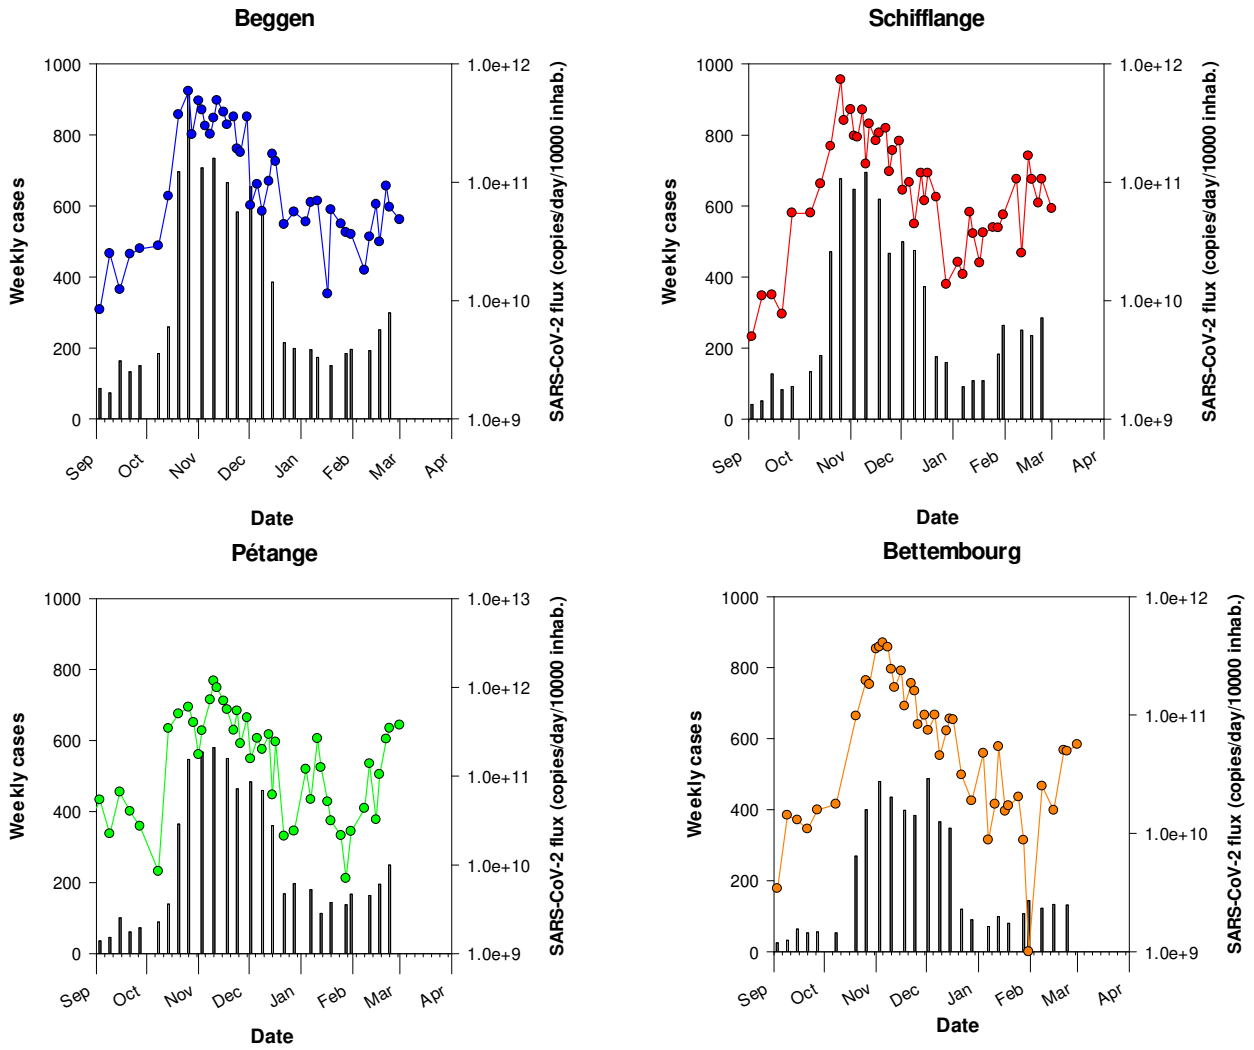 Beggen
1000
800
600
400
200
0
Weekly cases
1.0e+12
1.0e+11
1.0e+10
1.0e+9
SARS-CoV-2 flux (copies/day/10000 inhab.)
Sep Oct Nov Dec Jan Feb Mar Apr
Date
Schifflange
1000
800
600
400
200
0
Weekly cases
1.0e+12
1.0e+11
1.0e+10
1.0e+9
SARS-CoV-2 flux (copies/day/10000 inhab.)
Sep Oct Nov Dec Jan Feb Mar Apr
Date
Pétange
1000
800
600
400
200
0
Weekly cases
1.0e+13
1.0e+12
1.0e+11
1.0e+10
1.0e+9
SARS-CoV-2 flux (copies/day/10000 inhab.)
Sep Oct Nov Dec Jan Feb Mar Apr
Date
Bettembourg
1000
800
600
400
200
0
Weekly cases
1.0e+12
1.0e+11
1.0e+10
1.0e+9
SARS-CoV-2 flux (copies/day/10000 inhab.)
Sep Oct Nov Dec Jan Feb Mar Apr
Date